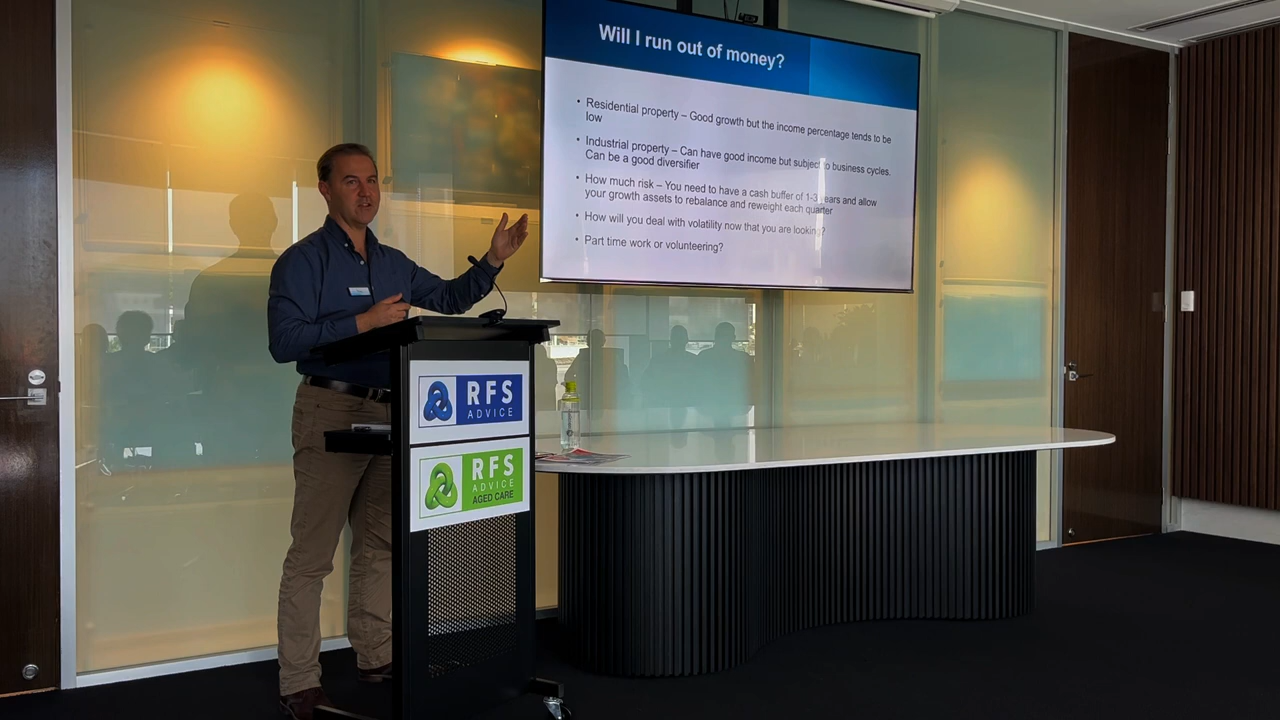 Will I run out of money?
• Residential property – Good growth but the income percentage tends to be
low
• Industrial property – Can have good income but subject to business cycles.
Can be a good diversifier
• How much risk – You need to have a cash buffer of 1-3 years and allow
your growth assets to rebalance and reweight each quarter
• How will you deal with volatility now that you are looking?
• Part time work or volunteering?
RFS
ADVICE
RFS
ADVICE
AGED CARE